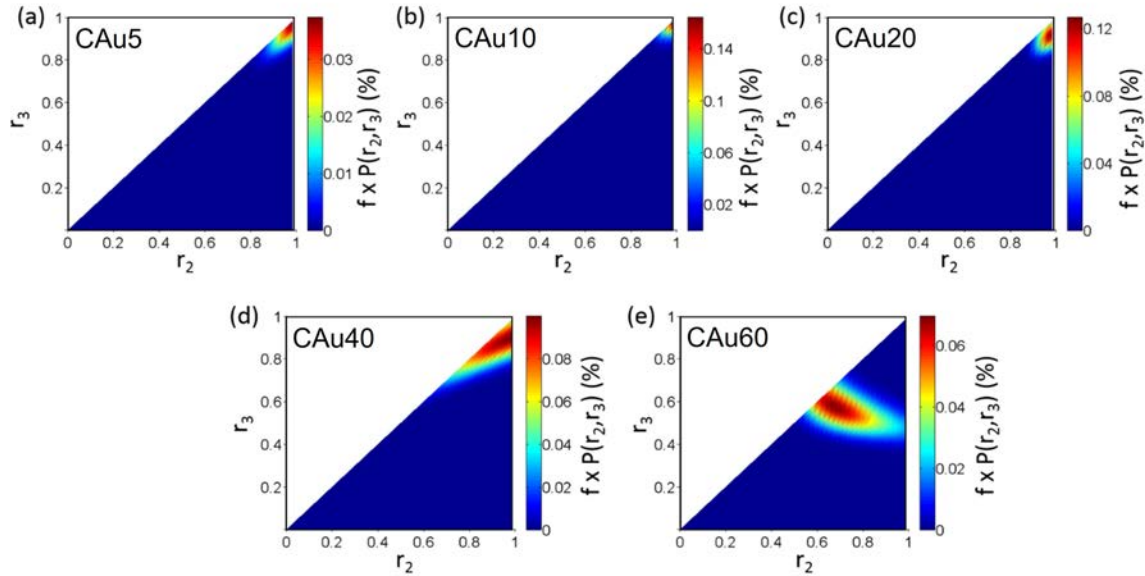 (a)
CAu5
1
0.8
0.6
0.4
0.2
r3
0 0.2 0.4 0.6 0.8 1
r2
0.03
0.02
0.01
0
f x P(r2,r3) (%)
(b)
CAu10
1
0.8
0.6
0.4
0.2
r3
0 0.2 0.4 0.6 0.8 1
r2
0.14
0.1
0.06
0.02
f x P(r2,r3) (%)
(c)
CAu20
1
0.8
0.6
0.4
0.2
r3
0 0.2 0.4 0.6 0.8 1
r2
0.12
0.08
0.04
0
f x P(r2,r3) (%)
(d)
CAu40
1
0.8
0.6
0.4
0.2
r3
0 0.2 0.4 0.6 0.8 1
r2
0.08
0.06
0.04
0.02
0
f x P(r2,r3) (%)
(e)
CAu60
1
0.8
0.6
0.4
0.2
r3
0 0.2 0.4 0.6 0.8 1
r2
0.06
0.04
0.02
0
f x P(r2,r3) (%)